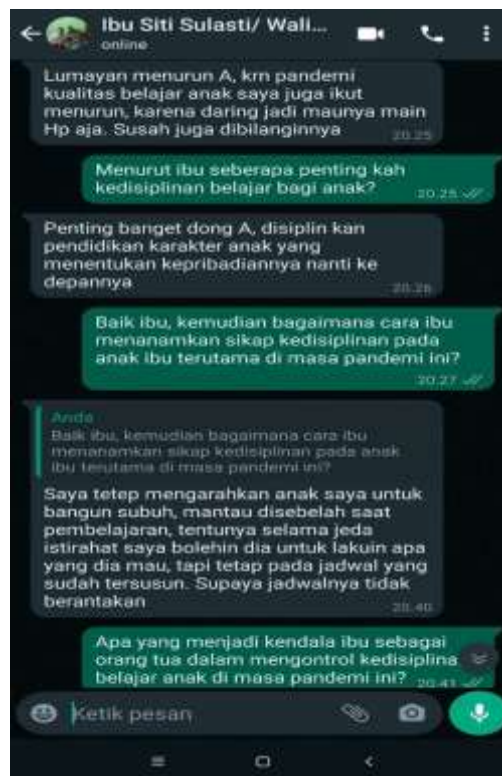 Ibu Siti Sulasti/ Wali...
online
Lumayan menurun A, krn pandemi
kualitas belajar anak saya juga ikut
menurun, karena daring jadi maunya main
Hp aja. Susah juga dibilanginnya
20.25
Menurut ibu seberapa penting kah
kedisiplinan belajar bagi anak?
20.25
Penting banget dong A, disiplin kan
pendidikan karakter anak yang
menentukan kepribadiannya nanti ke
depannya
20.26
Baik ibu, kemudian bagaimana cara ibu
menanamkan sikap kedisiplinan pada
anak ibu terutama di masa pandemi ini?
20.27
Anda
Baik ibu, kemudian bagaimana cara ibu
menanamkan sikap kedisiplinan pada anak
ibu terutama di masa pandemi ini?
Saya tetep mengarahkan anak saya untuk
bangun subuh, mantau disebelah saat
pembelajaran, tentunya selama jeda
istirahat saya bolehin dia untuk lakuin apa
yang dia mau, tapi tetap pada jadwal yang
sudah tersusun. Supaya jadwalnya tidak
berantakan
20.40
Apa yang menjadi kendala ibu sebagai
orang tua dalam mengontrol kedisiplina
belajar anak di masa pandemi ini?
20.41
Ketik pesan